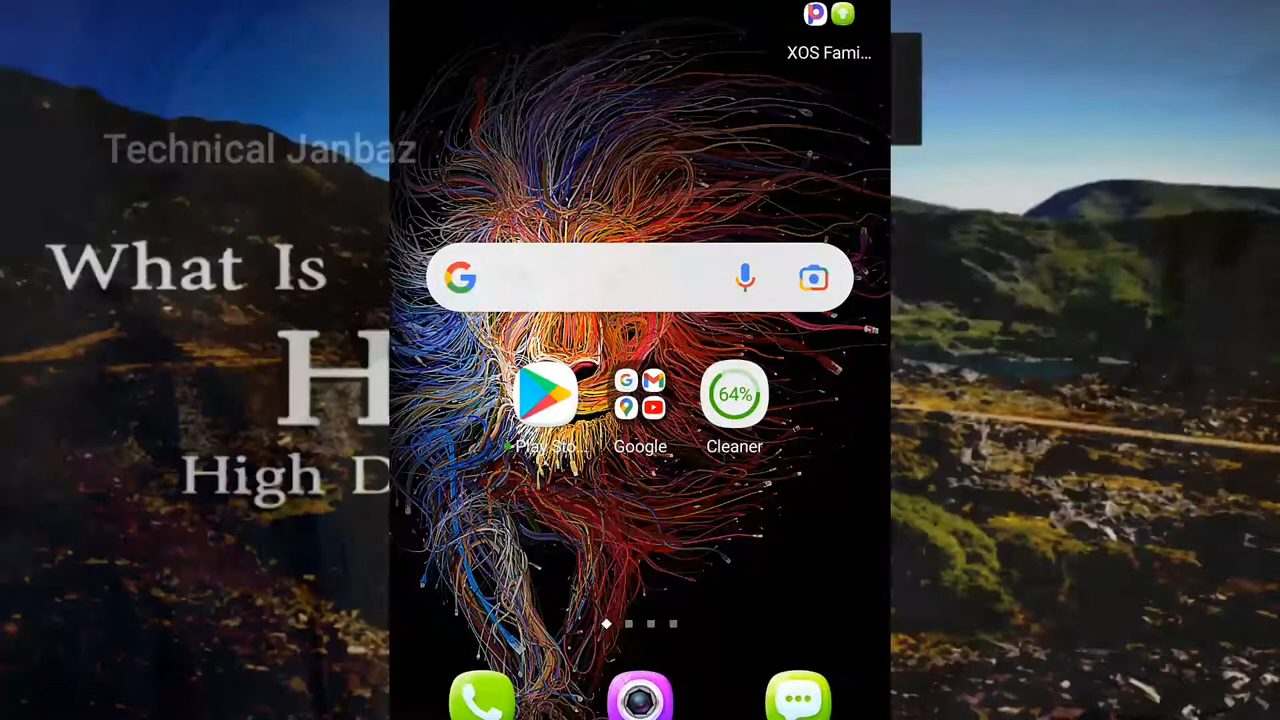 XOS Fami...
Technical Janbaz
What Is
H
High D
64%
Play Sto...
Google
Cleaner